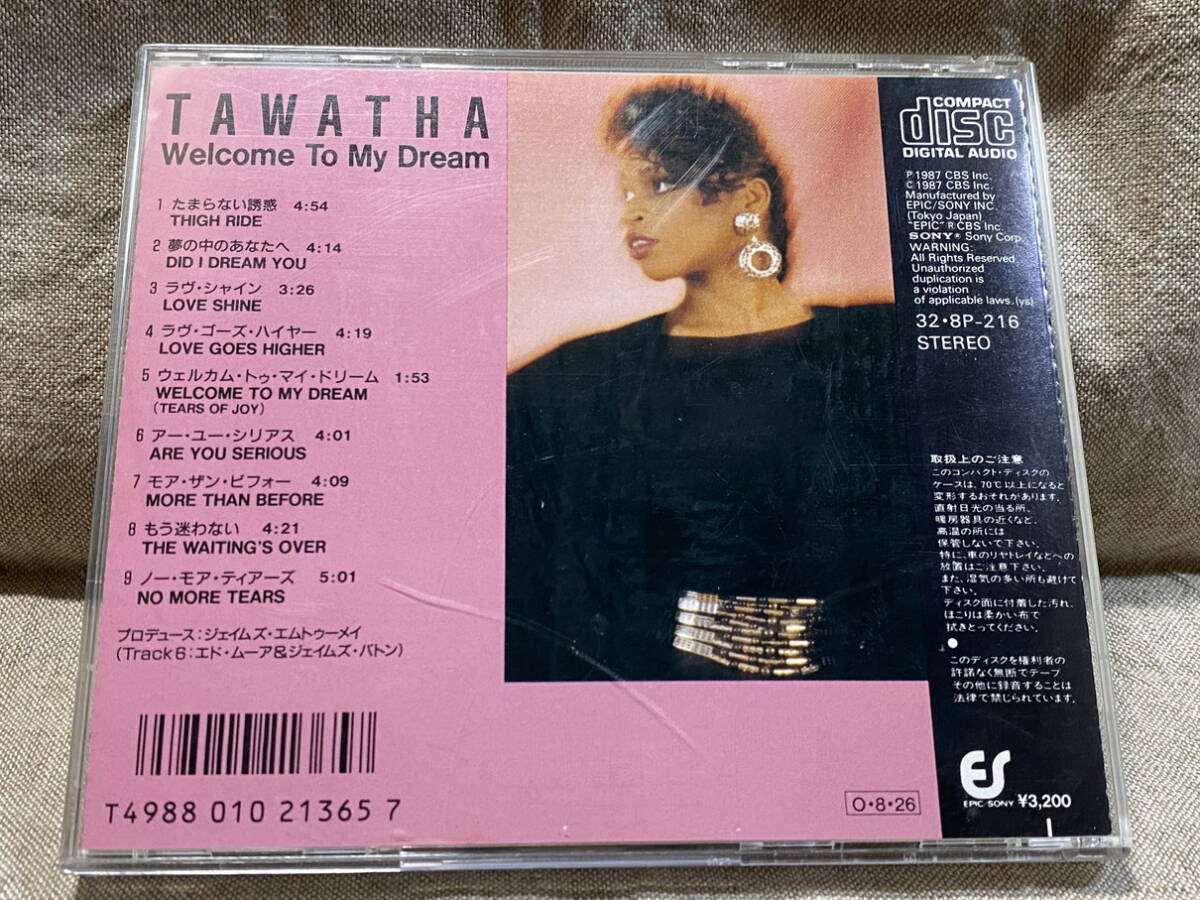 TAWATHA
Welcome To My Dream
1 たまらない誘惑 4:54
THIGH RIDE
2 夢の中のあなたへ 4:14
DID I DREAM YOU
3 ラヴ・シャイン 3:26
LOVE SHINE
4 ラヴ・ゴーズ・ハイヤー 4:19
LOVE GOES HIGHER
5 ウェルカム・トゥ・マイ・ドリーム 1:53
WELCOME TO MY DREAM
(TEARS OF JOY)
6 アー・ユー・シリアス 4:01
ARE YOU SERIOUS
7 モア・ザン・ビフォー 4:09
MORE THAN BEFORE
8 もう迷わない 4:21
THE WAITING'S OVER
9 ノー・モア・ティアーズ 5:01
NO MORE TEARS
プロデュース:ジェイムズ・エムトゥーメイ
(Track6:エド・ムーア&ジェイムズ・バトン)
T4988 010 21365 7
COMPACT
disc
DIGITAL AUDIO
℗1987 CBS Inc.
©1987 CBS Inc.
Manufactured by
EPIC/SONY INC.
(Tokyo Japan)
"EPIC"® CBS Inc.
SONY® Sony Corp.
WARNING:
All Rights Reserved.
Unauthorized
duplication is
a violation
of applicable laws.(ys)
32・8P-216
STEREO
取扱上のご注意
このコンパクト・ディスクの
ケースは、70℃以上になると
変形するおそれがあります。
直射日光の当る所、
暖房器具の近くなど、
高温の所には
保管しないで下さい。
特に、車のリヤトレイなどへの
放置はご注意下さい。
また、湿気の多い所も避けて
下さい。
ディスク面に付着した汚れ、
ほこりは柔かい布で
拭きとってください。
このディスクを権利者の
許諾なく無断でテープ
その他に録音することは
法律で禁じられています。
ES
EPIC・SONY ¥3,200
O・8・26